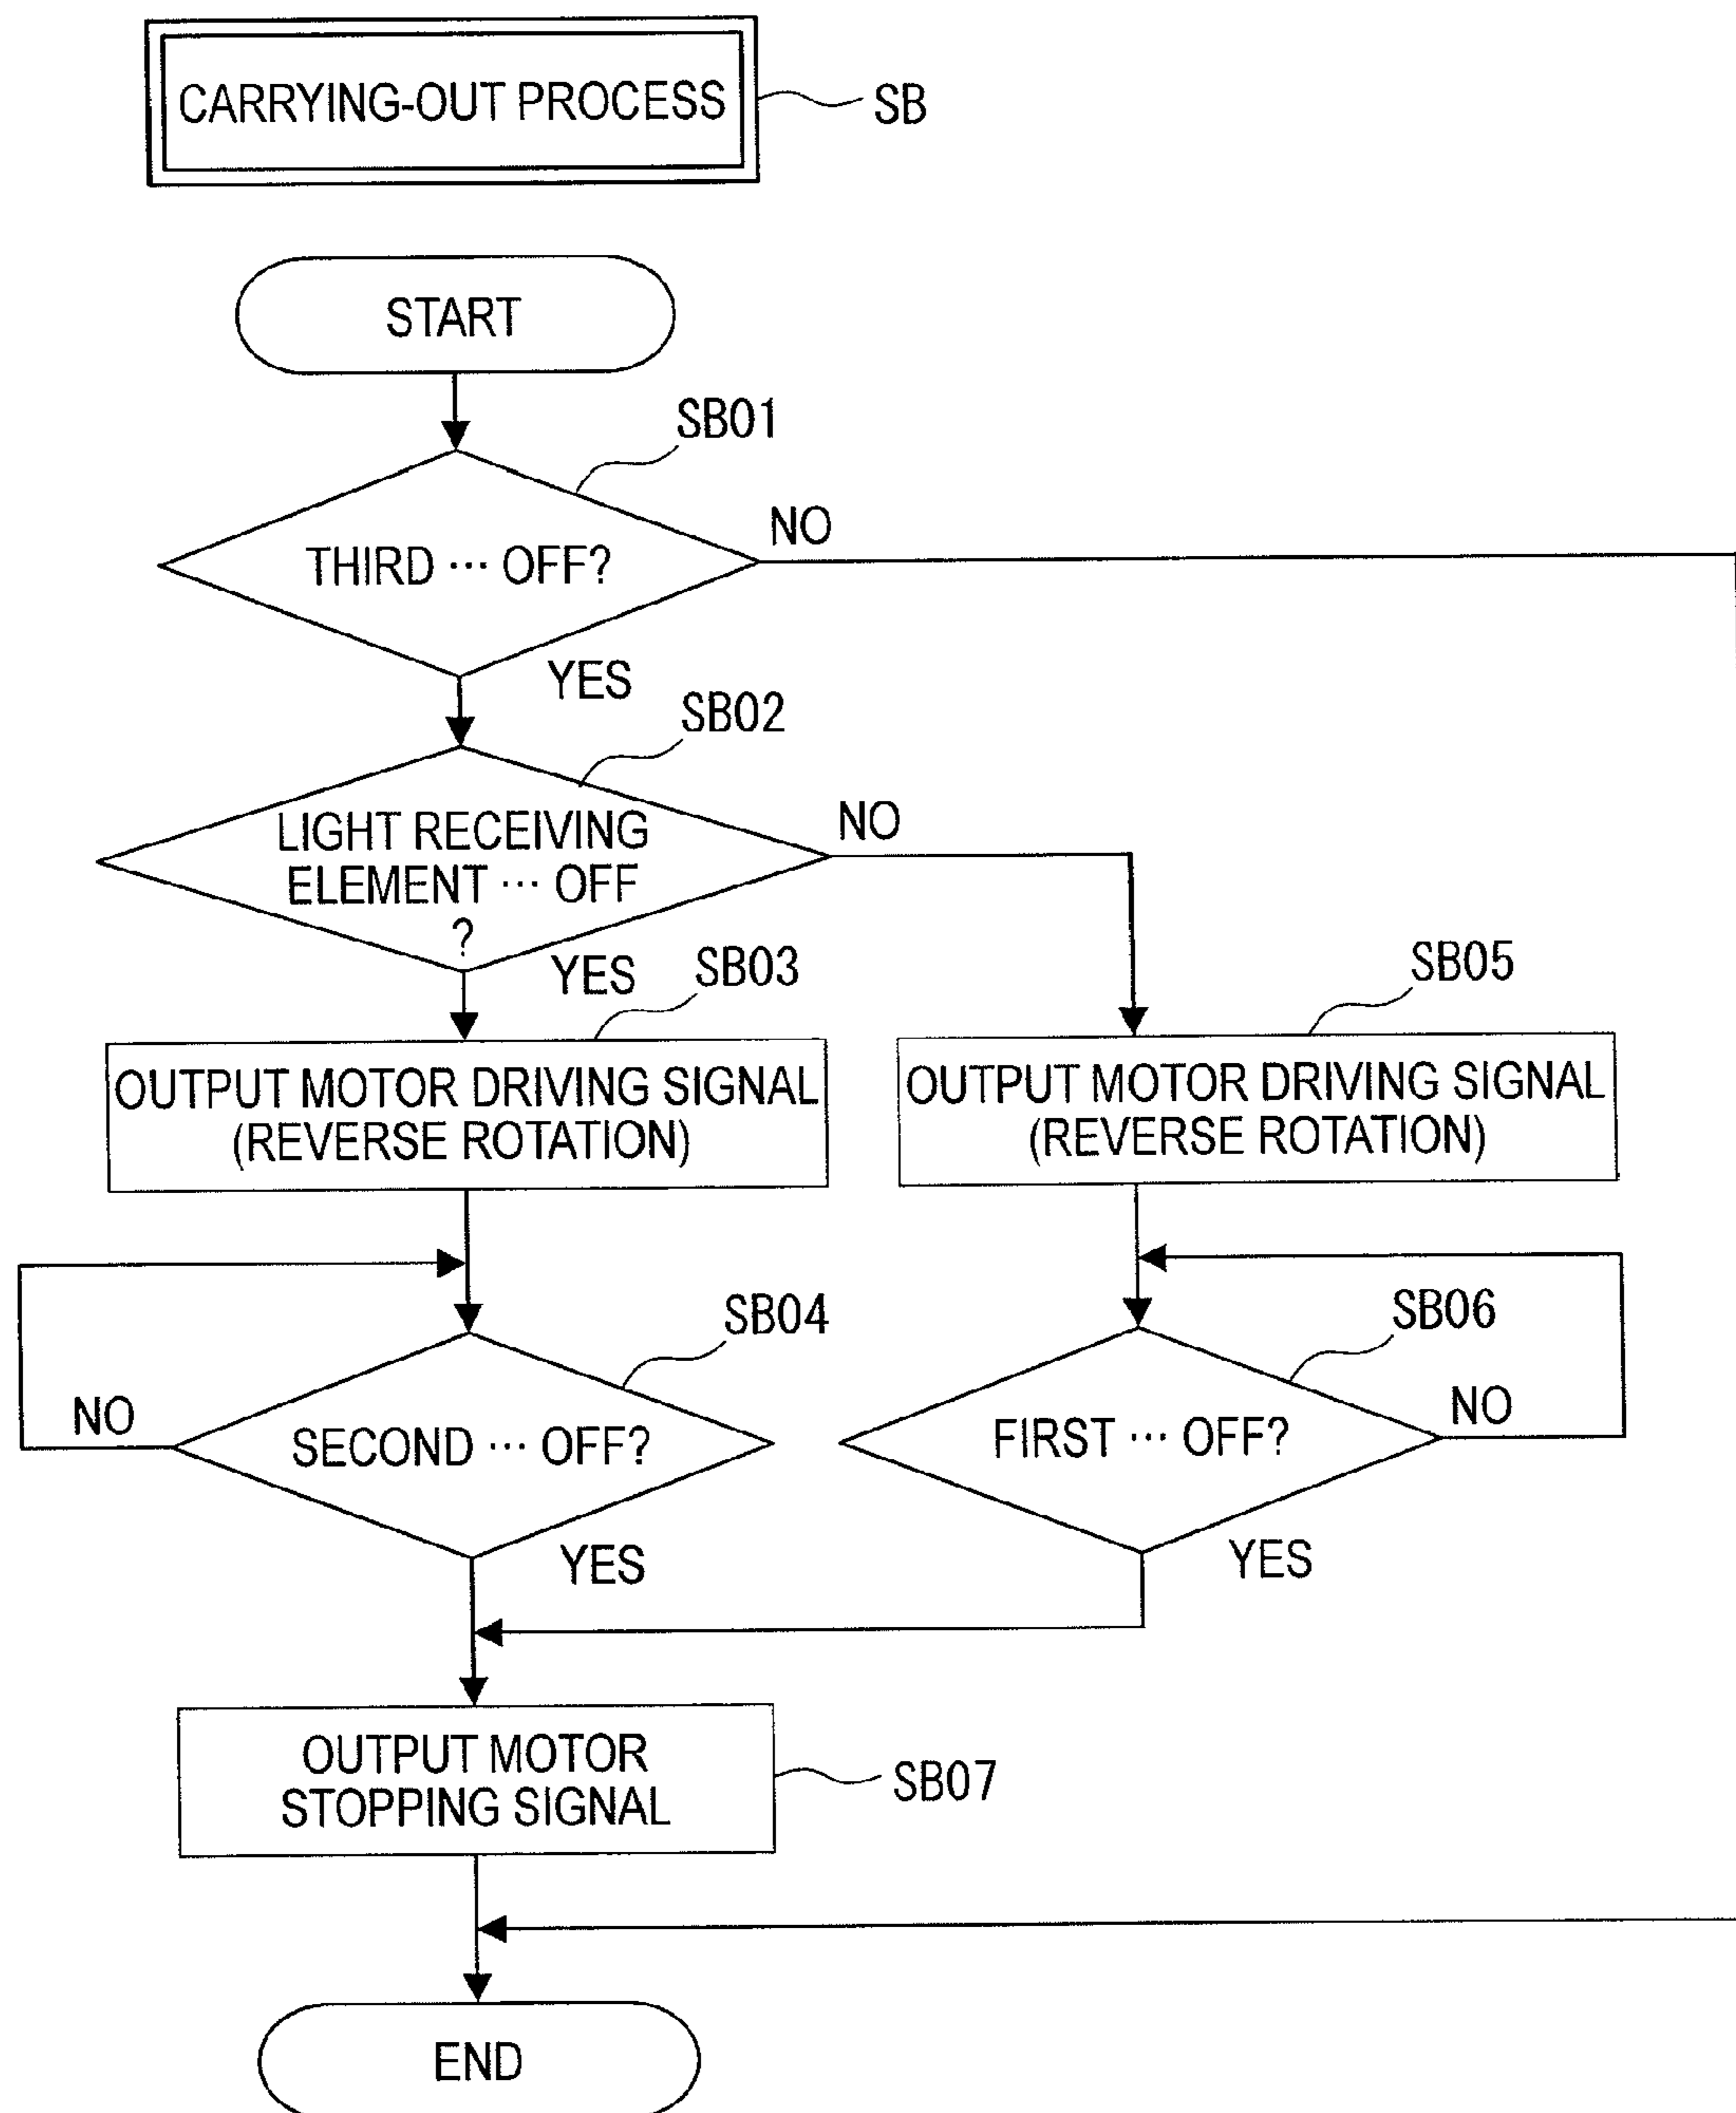 CARRYING-OUT PROCESS
SB
START
SB01
THIRD ··· OFF?
NO
YES
SB02
LIGHT RECEIVING
ELEMENT ··· OFF
?
NO
YES
SB03
OUTPUT MOTOR DRIVING SIGNAL
(REVERSE ROTATION)
SB05
OUTPUT MOTOR DRIVING SIGNAL
(REVERSE ROTATION)
SB04
SECOND ··· OFF?
NO
YES
SB06
FIRST ··· OFF?
NO
YES
OUTPUT MOTOR
STOPPING SIGNAL
SB07
END